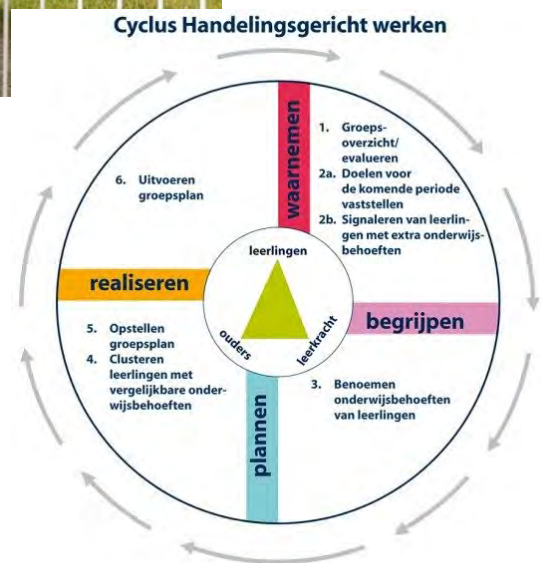 Cyclus Handelingsgericht werken
waarnemen
1. Groeps-
overzicht/
evalueren
2a. Doelen voor
de komende periode
vaststellen
2b. Signaleren van leerlin-
gen met extra onderwijs-
behoeften
begrijpen
3. Benoemen
onderwijsbehoeften
van leerlingen
plannen
5. Opstellen
groepsplan
4. Clusteren
leerlingen met
vergelijkbare onder-
wijsbehoeften
realiseren
6. Uitvoeren
groepsplan
leerlingen
ouders
leerkracht